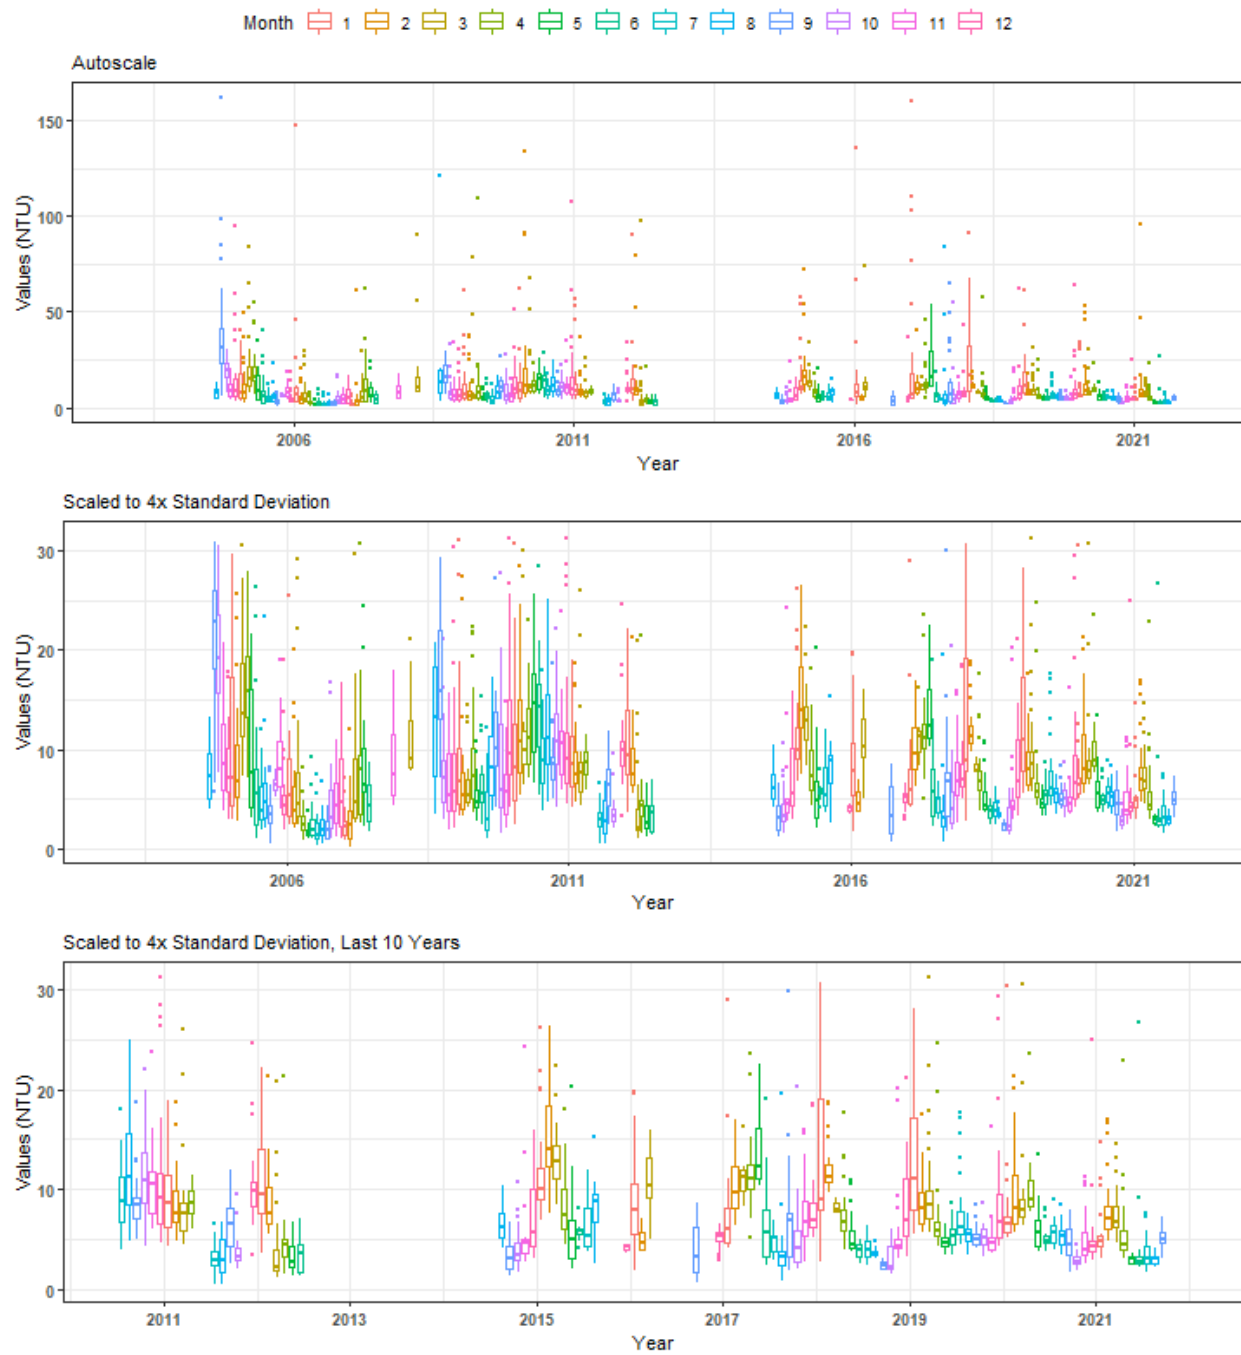 Month 1 2 3 4 5 6 7 8 9 10 11 12
Autoscale
150
100
50
0
Values (NTU)
2006 2011 2016 2021
Year
Scaled to 4x Standard Deviation
30
20
10
0
Values (NTU)
2006 2011 2016 2021
Year
Scaled to 4x Standard Deviation, Last 10 Years
30
20
10
0
Values (NTU)
2011 2013 2015 2017 2019 2021
Year